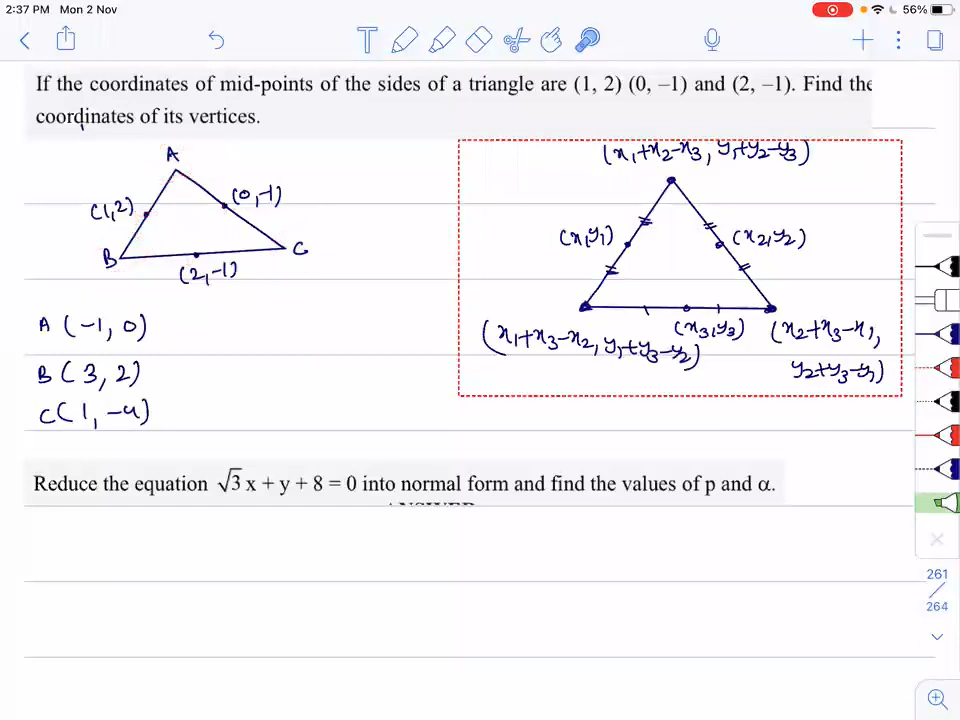 2:37 PM Mon 2 Nov
56%
If the coordinates of mid-points of the sides of a triangle are (1, 2) (0, –1) and (2, –1). Find the
coordinates of its vertices.
A
(1,2)
(0,-1)
B
C
(2,-1)
A (-1, 0)
B (3, 2)
C(1, -4)
(x1+x2-x3, y1+y2-y3)
(x1y1)
(x2,y2)
(x1+x3-x2, y1+y3-y2)
(x3,y3)
(x2+x3-x1,
y2+y3-y1)
Reduce the equation √3 x + y + 8 = 0 into normal form and find the values of p and α.
ANSWER
261
264